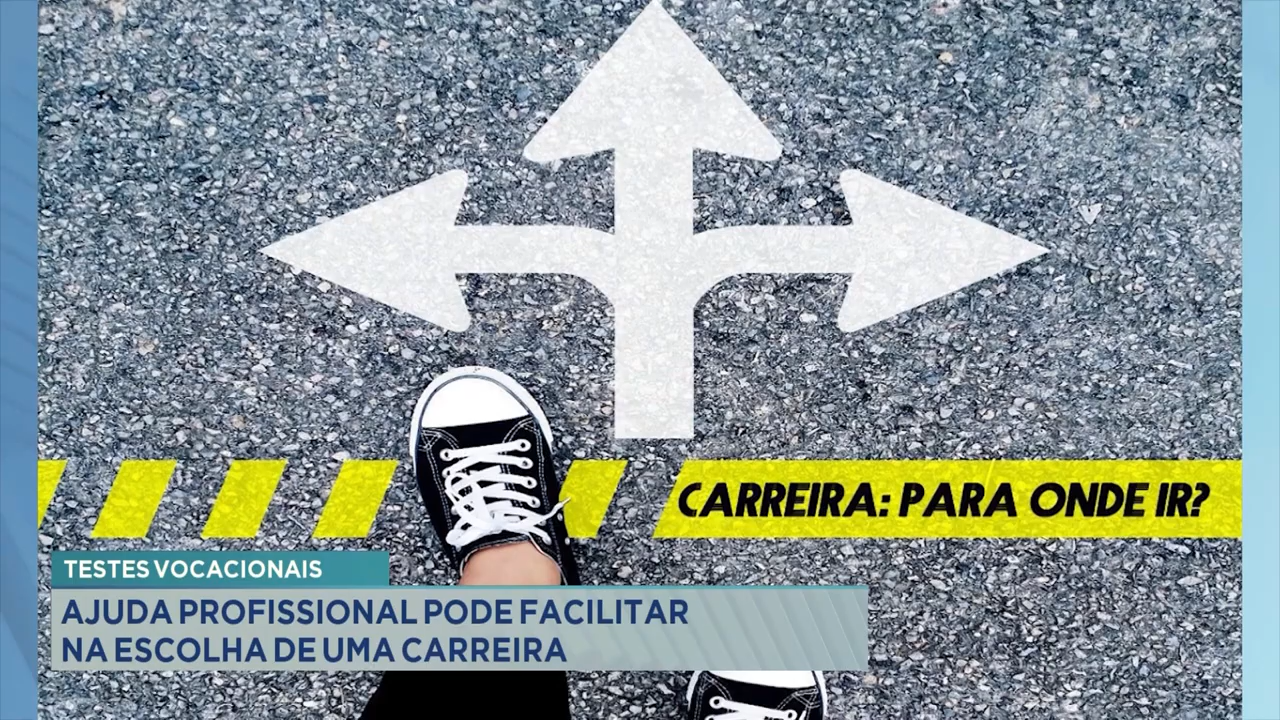 CARREIRA: PARA ONDE IR?
TESTES VOCACIONAIS
AJUDA PROFISSIONAL PODE FACILITAR
NA ESCOLHA DE UMA CARREIRA